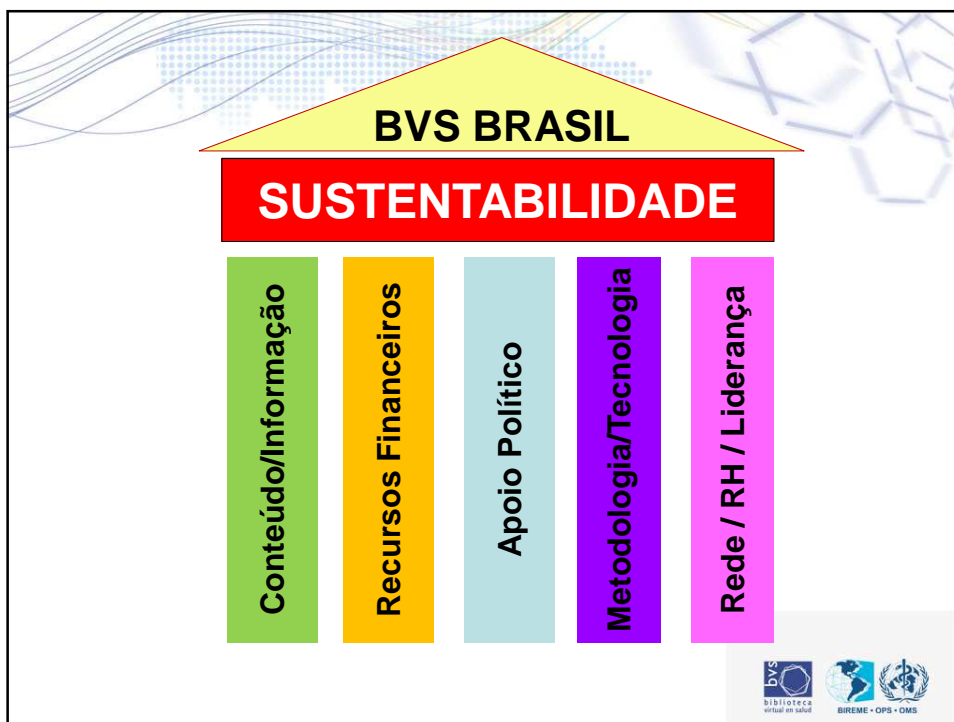 BVS BRASIL
SUSTENTABILIDADE
Conteúdo/Informação
Recursos Financeiros
Apoio Político
Metodologia/Tecnologia
Rede / RH / Liderança
bvs
biblioteca
virtual en salud
BIREME • OPS • OMS